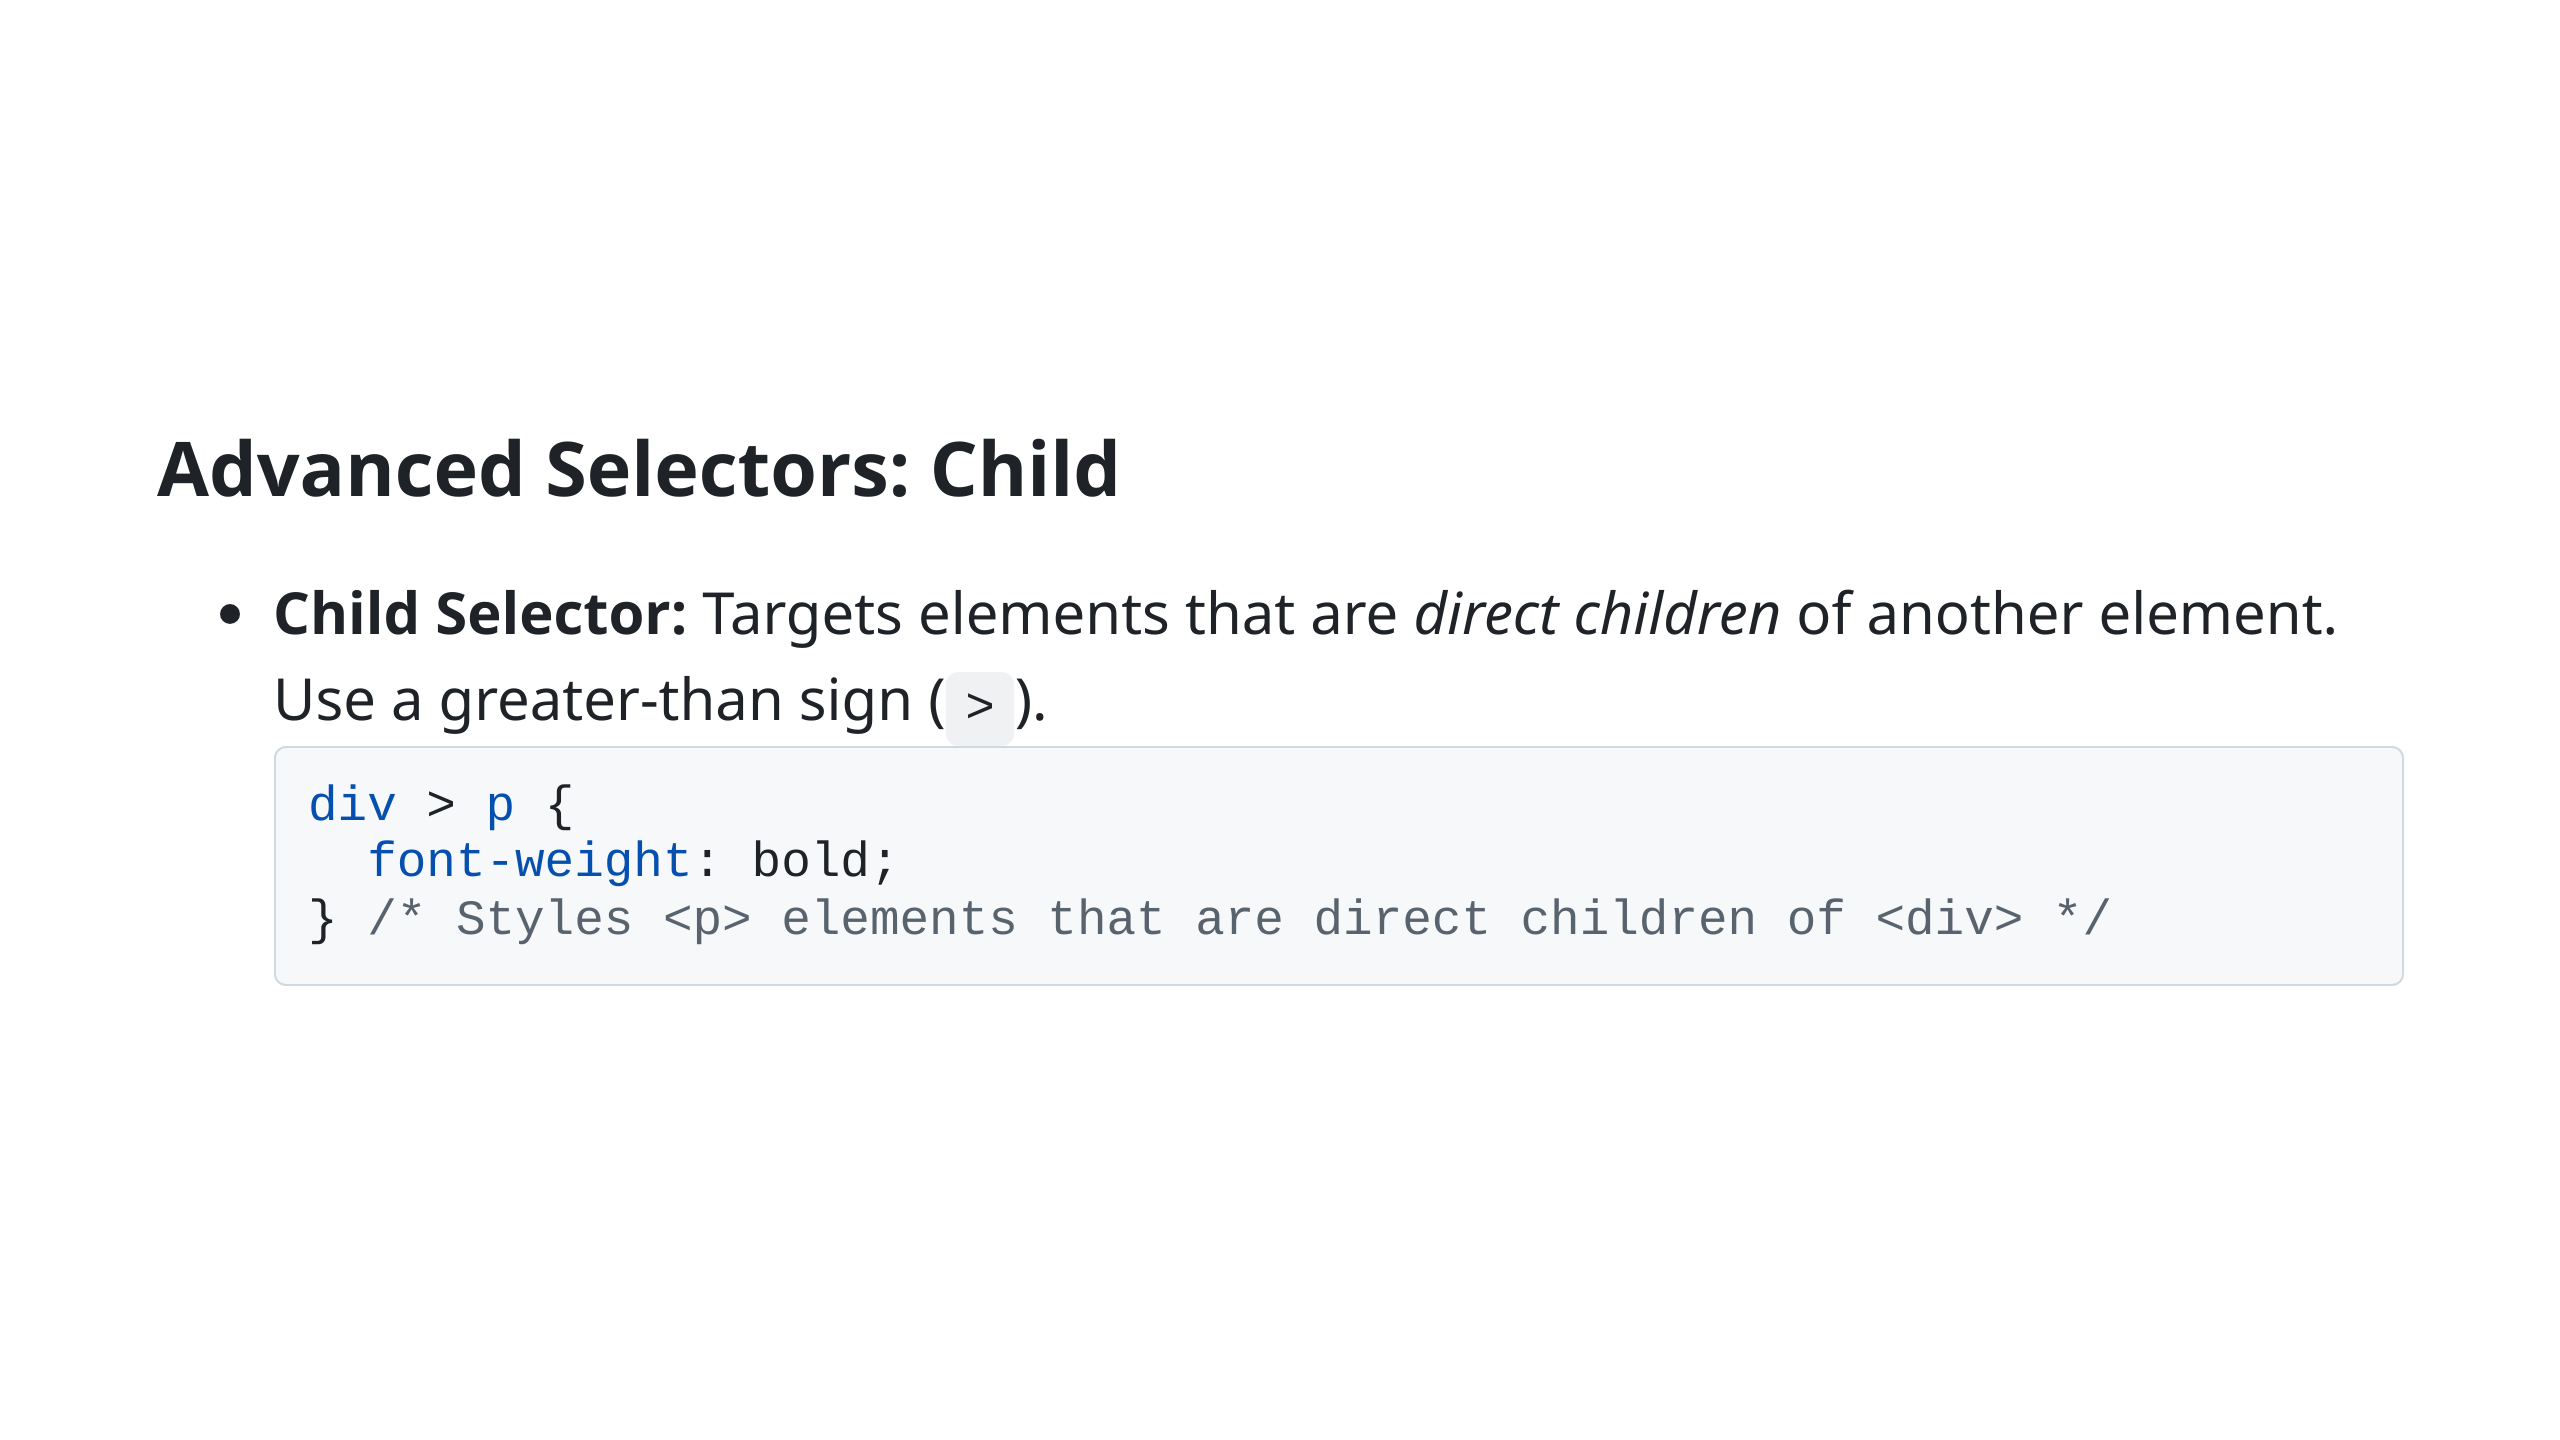 Advanced Selectors: Child
• Child Selector: Targets elements that are direct children of another element.
Use a greater-than sign ( > ).
div > p {
  font-weight: bold;
} /* Styles <p> elements that are direct children of <div> */